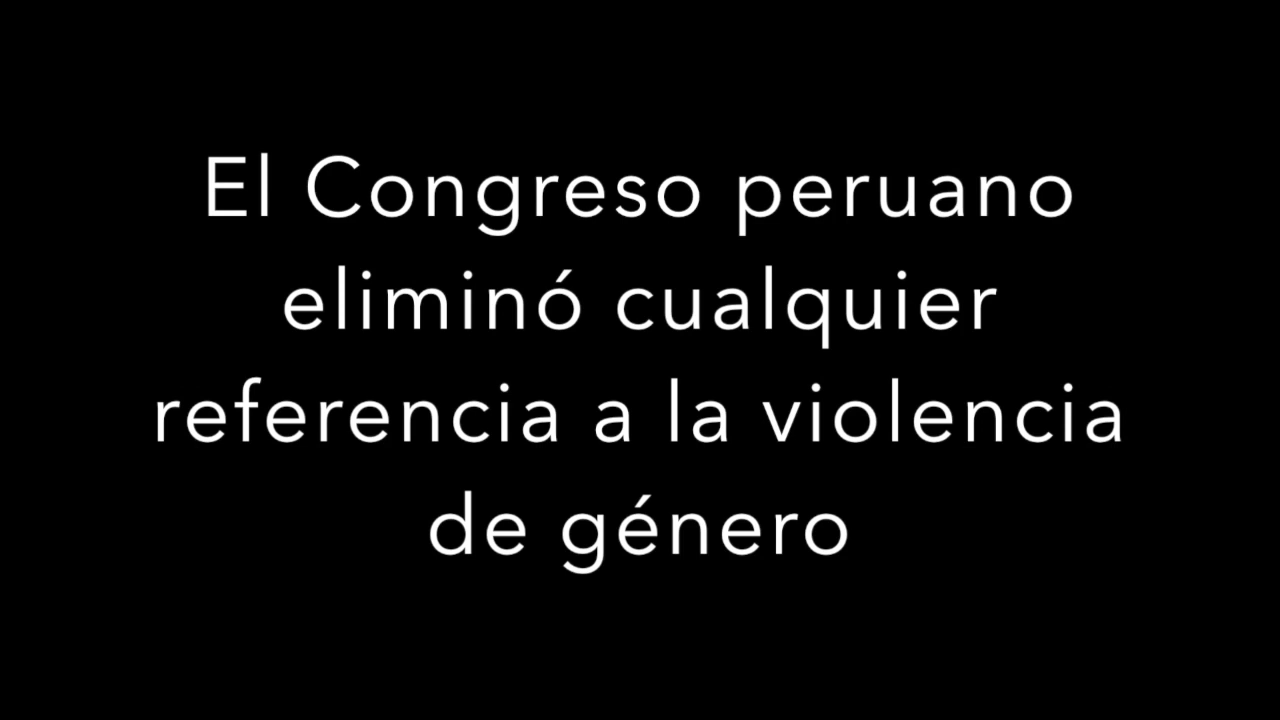 El Congreso peruano
eliminó cualquier
referencia a la violencia
de género